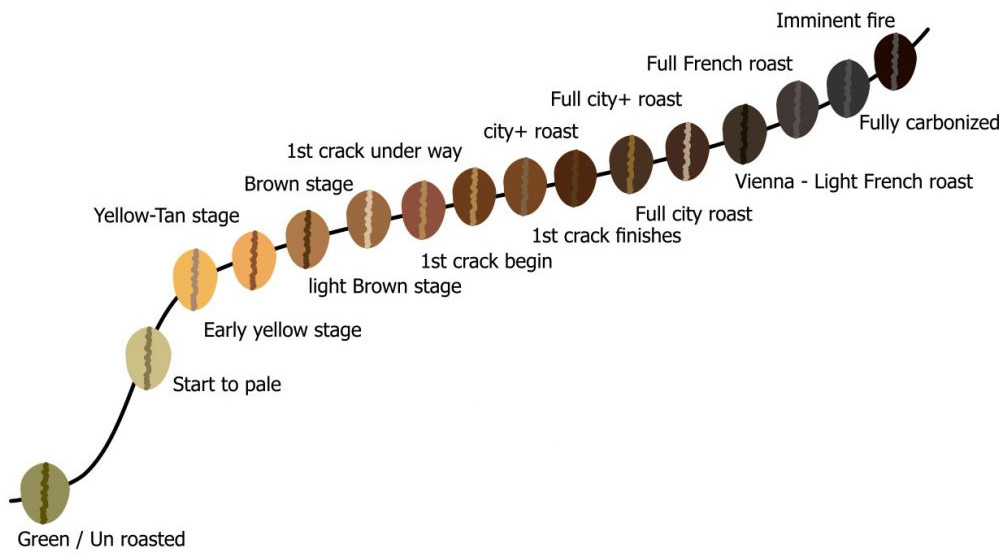 Imminent fire
Full French roast
Full city+ roast
Fully carbonized
city+ roast
1st crack under way
Vienna - Light French roast
Brown stage
Full city roast
Yellow-Tan stage
1st crack finishes
1st crack begin
light Brown stage
Early yellow stage
Start to pale
Green / Un roasted